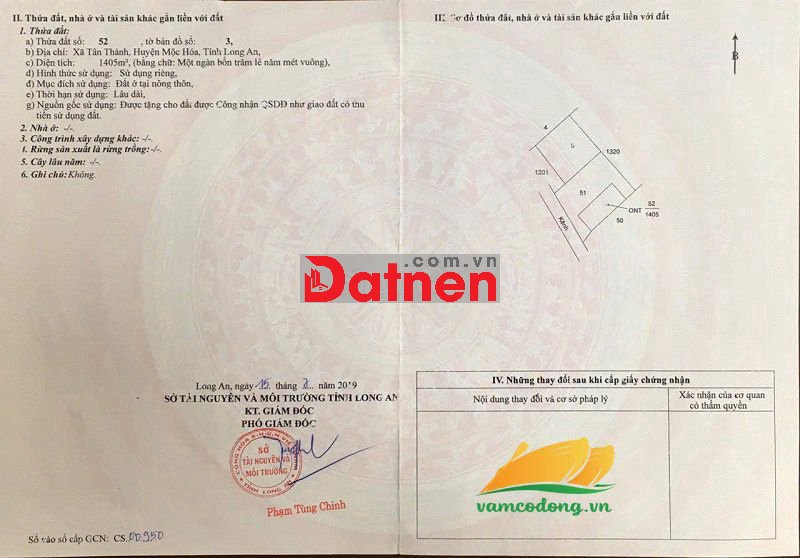 II. Thửa đất, nhà ở và tài sản khác gắn liền với đất
1. Thửa đất:
a) Thửa đất số: 52 , tờ bản đồ số: 3,
b) Địa chỉ: Xã Tân Thành, Huyện Mộc Hóa, Tỉnh Long An,
c) Diện tích: 1405m², (bằng chữ: Một ngàn bốn trăm lẻ năm mét vuông),
d) Hình thức sử dụng: Sử dụng riêng,
đ) Mục đích sử dụng: Đất ở tại nông thôn,
e) Thời hạn sử dụng: Lâu dài,
g) Nguồn gốc sử dụng: Được tặng cho đất được Công nhận QSDĐ như giao đất có thu
tiền sử dụng đất.
2. Nhà ở: -/-.
3. Công trình xây dựng khác: -/-.
4. Rừng sản xuất là rừng trồng: -/-.
5. Cây lâu năm: -/-.
6. Ghi chú: Không.
Long An, ngày 15 tháng 2019
SỞ TÀI NGUYÊN VÀ MÔI TRƯỜNG TỈNH LONG AN
KT. GIÁM ĐỐC
PHÓ GIÁM ĐỐC
CỘNG HÒA X.H.C.N VIỆT
SỞ
TÀI NGUYÊN VÀ
MÔI TRƯỜNG
TỈNH LONG AN
Phạm Tùng Chinh
Số vào sổ cấp GCN: CS.00950
III. Sơ đồ thửa đất, nhà ở và tài sản khác gắn liền với đất
B
4
5
1320
1201
51
Kênh
ONT 52
1405
50
.com.vn
Datnen
IV. Những thay đổi sau khi cấp giấy chứng nhận
Nội dung thay đổi và cơ sở pháp lý
Xác nhận của cơ quan
có thẩm quyền
vamcodong.vn